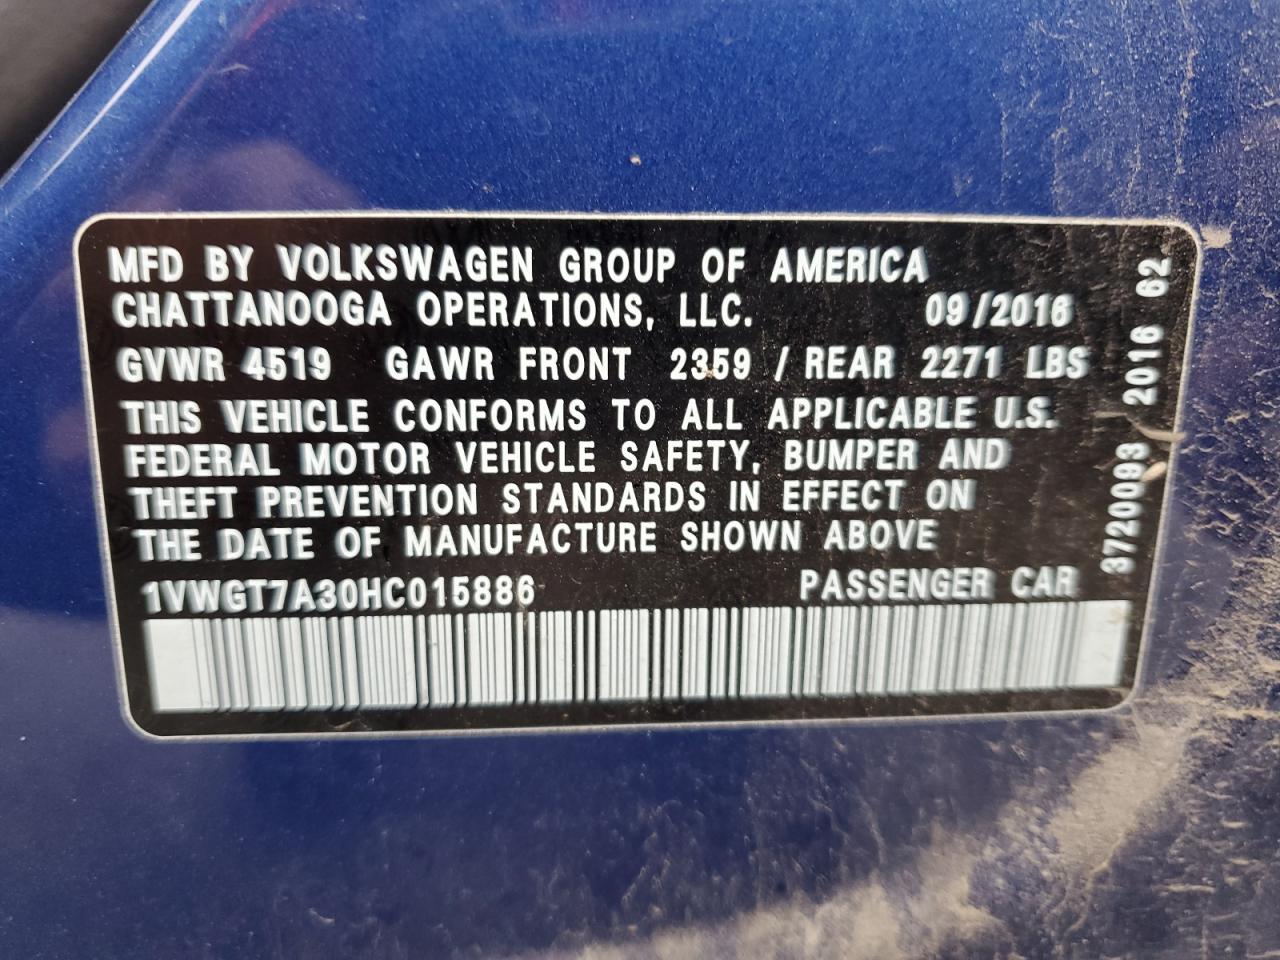 MFD BY VOLKSWAGEN GROUP OF AMERICA
CHATTANOOGA OPERATIONS, LLC. 09/2016
GVWR 4519 GAWR FRONT 2359 / REAR 2271 LBS
THIS VEHICLE CONFORMS TO ALL APPLICABLE U.S.
FEDERAL MOTOR VEHICLE SAFETY, BUMPER AND
THEFT PREVENTION STANDARDS IN EFFECT ON
THE DATE OF MANUFACTURE SHOWN ABOVE
1VWGT7A30HC015886 PASSENGER CAR
3720093 2016 62